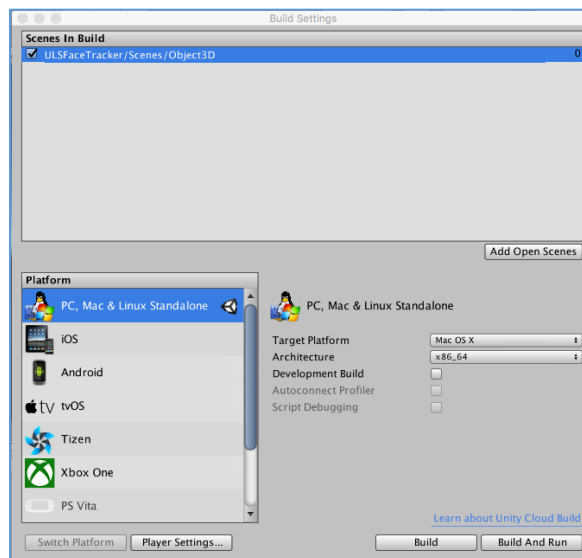 Build Settings
Scenes In Build
ULSFaceTracker/Scenes/Object3D 0
Add Open Scenes
Platform
PC, Mac & Linux Standalone
iOS
Android
tv tvOS
Tizen
Xbox One
PS Vita
PC, Mac & Linux Standalone
Target Platform Mac OS X
Architecture x86_64
Development Build
Autoconnect Profiler
Script Debugging
Learn about Unity Cloud Build
Switch Platform Player Settings... Build Build And Run